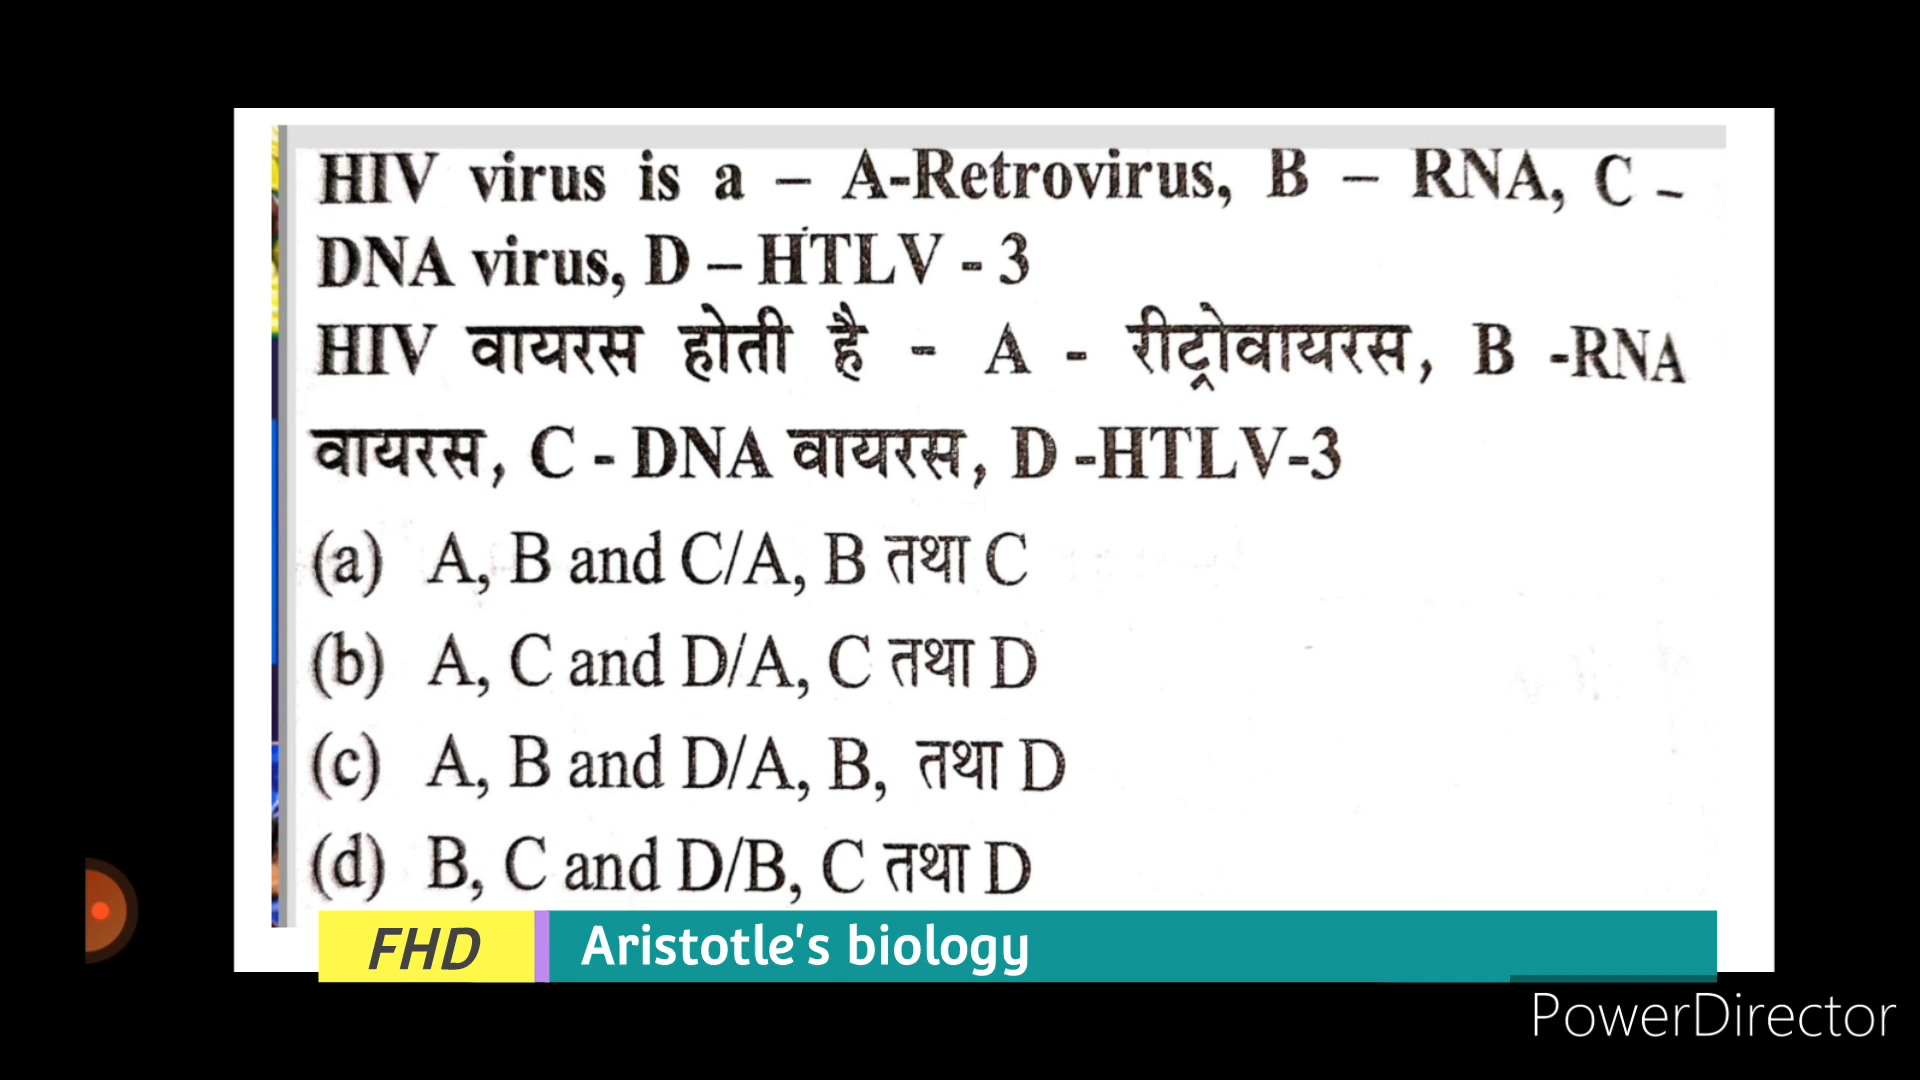 HIV virus is a – A-Retrovirus, B – RNA, C –
DNA virus, D – HTLV - 3
HIV वायरस होती है - A - रीट्रोवायरस, B -RNA
वायरस, C - DNA वायरस, D -HTLV-3
(a) A, B and C/A, B तथा C
(b) A, C and D/A, C तथा D
(c) A, B and D/A, B, तथा D
(d) B, C and D/B, C तथा D
FHD Aristotle's biology
PowerDirector